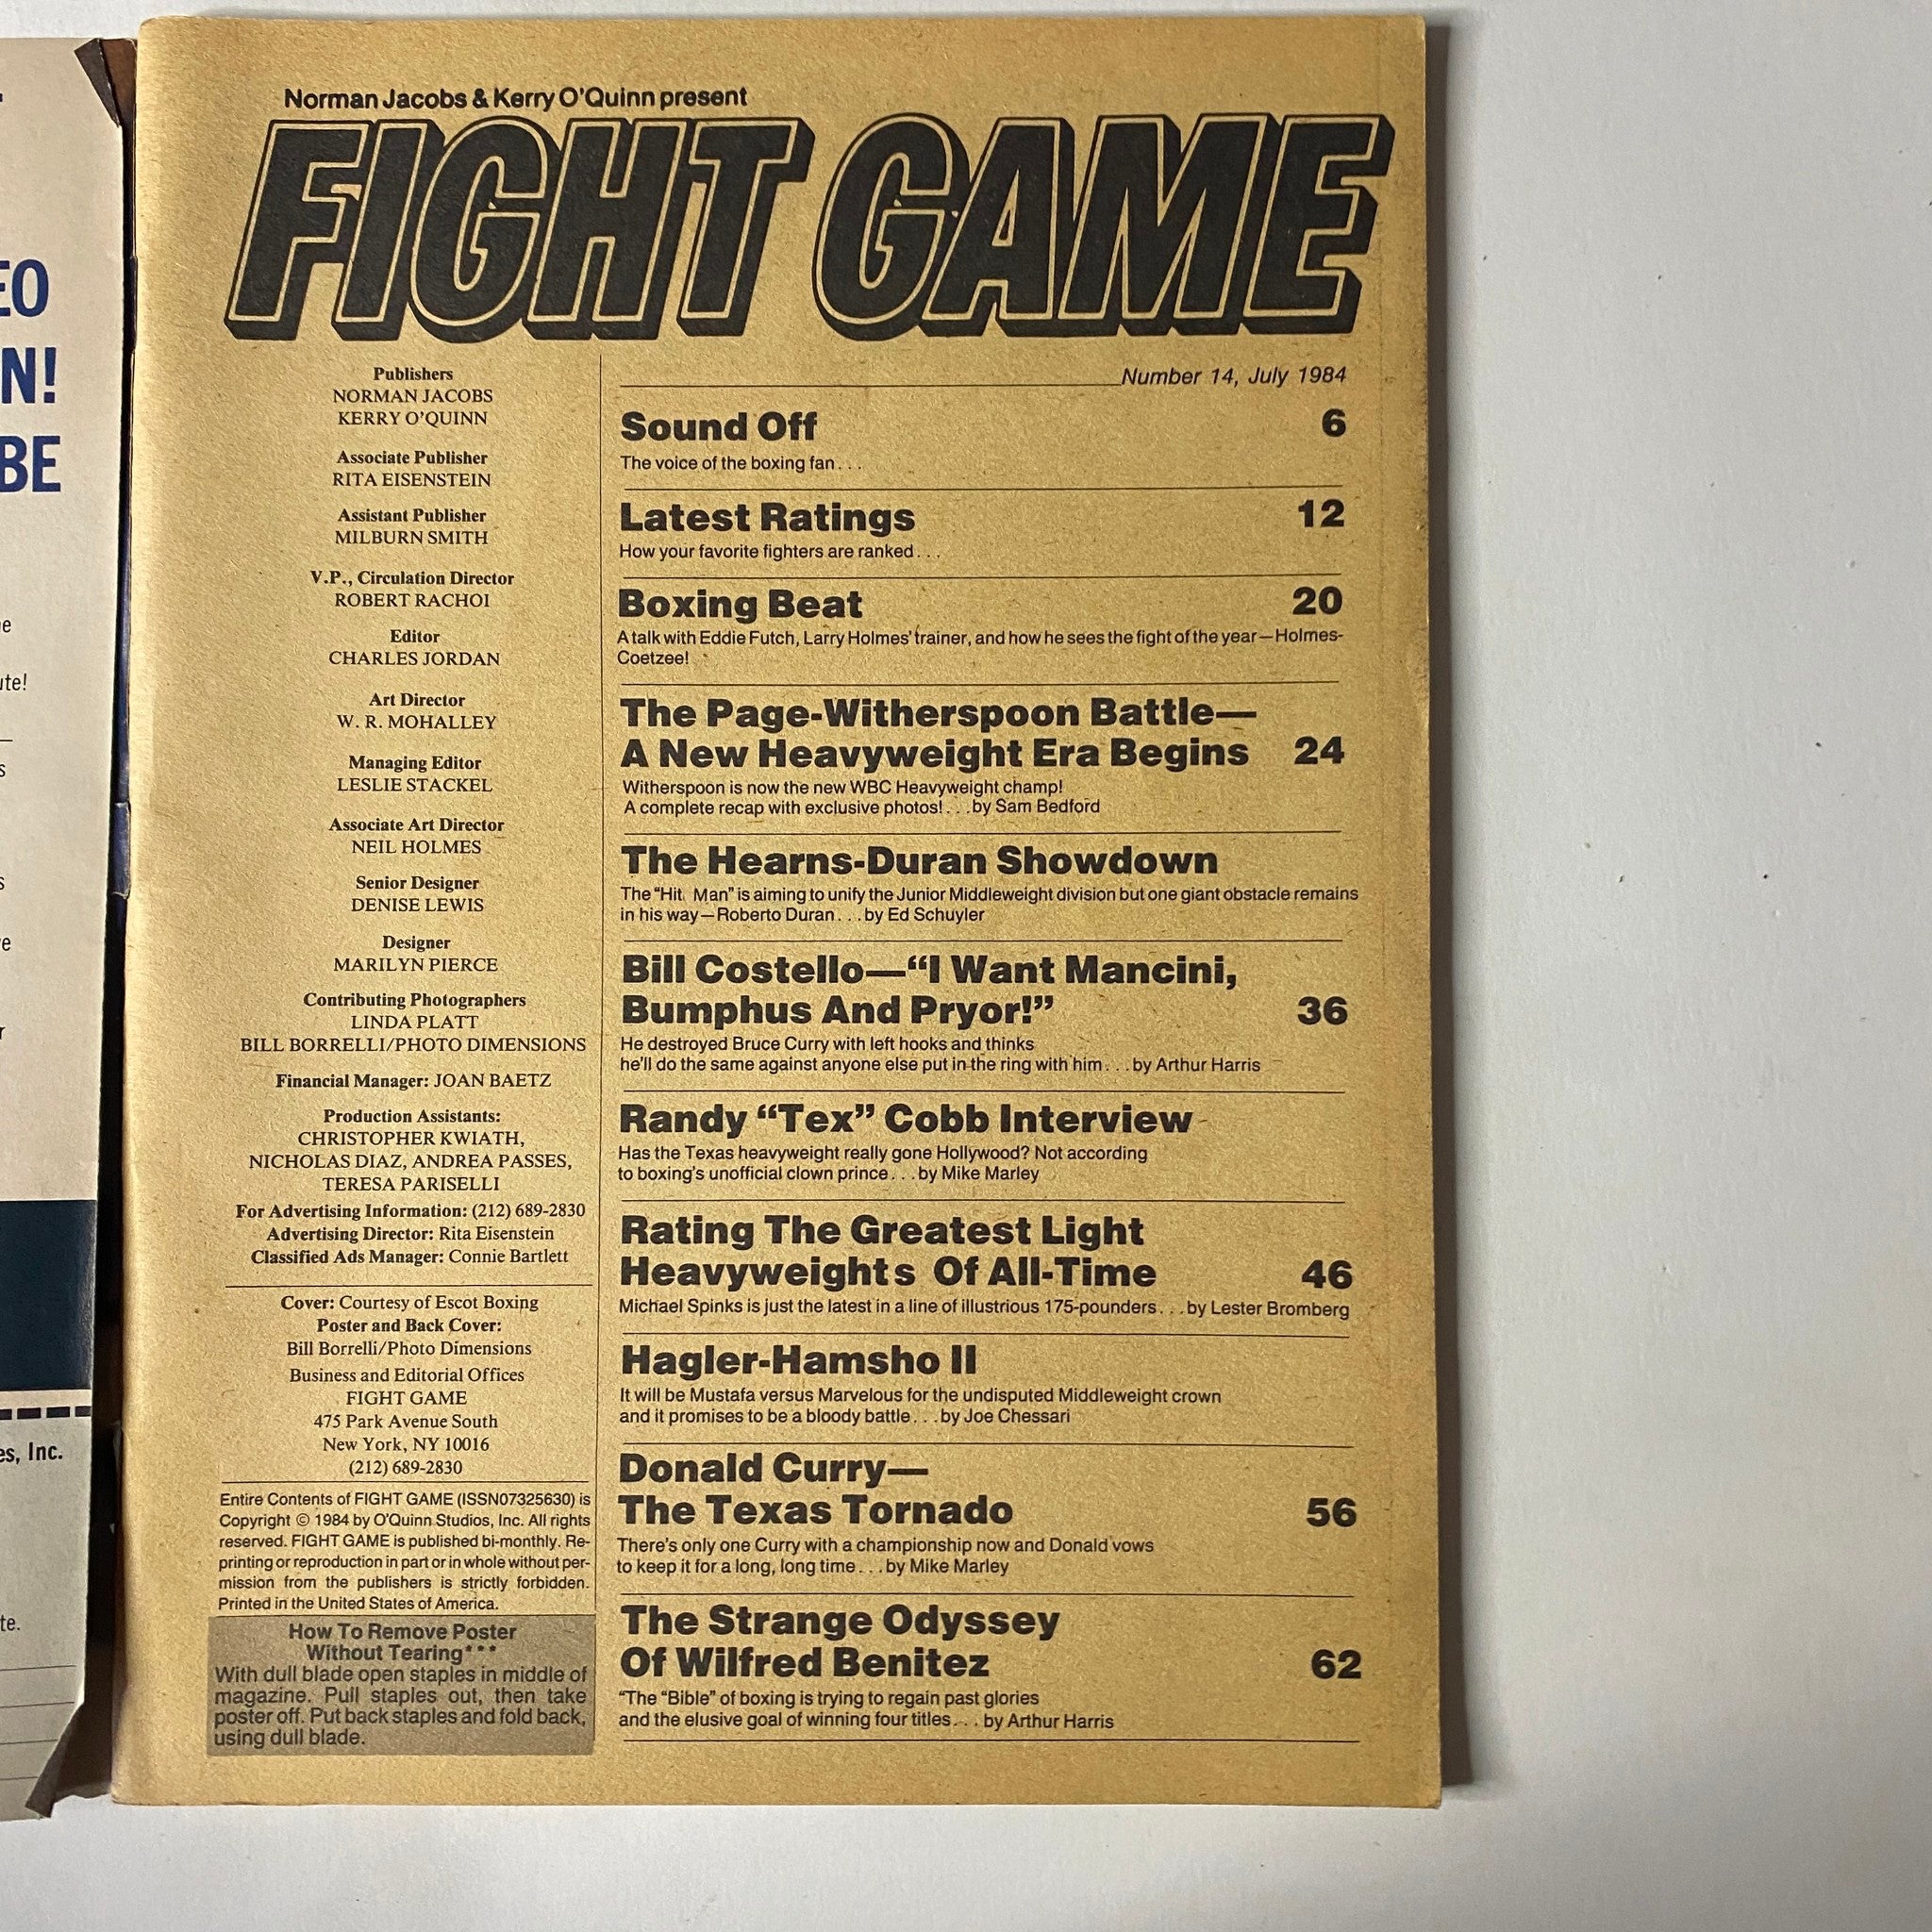 EO
N!
BE
ute!
es, Inc.
te.
Norman Jacobs & Kerry O'Quinn present
FIGHT GAME
Publishers
NORMAN JACOBS
KERRY O'QUINN
Associate Publisher
RITA EISENSTEIN
Assistant Publisher
MILBURN SMITH
V.P., Circulation Director
ROBERT RACHOI
Editor
CHARLES JORDAN
Art Director
W. R. MOHALLEY
Managing Editor
LESLIE STACKEL
Associate Art Director
NEIL HOLMES
Senior Designer
DENISE LEWIS
Designer
MARILYN PIERCE
Contributing Photographers
LINDA PLATT
BILL BORRELLI/PHOTO DIMENSIONS
Financial Manager: JOAN BAETZ
Production Assistants:
CHRISTOPHER KWIATH,
NICHOLAS DIAZ, ANDREA PASSES,
TERESA PARISELLI
For Advertising Information: (212) 689-2830
Advertising Director: Rita Eisenstein
Classified Ads Manager: Connie Bartlett
Cover: Courtesy of Escot Boxing
Poster and Back Cover:
Bill Borrelli/Photo Dimensions
Business and Editorial Offices
FIGHT GAME
475 Park Avenue South
New York, NY 10016
(212) 689-2830
Entire Contents of FIGHT GAME (ISSN07325630) is
Copyright © 1984 by O'Quinn Studios, Inc. All rights
reserved. FIGHT GAME is published bi-monthly. Re-
printing or reproduction in part or in whole without per-
mission from the publishers is strictly forbidden.
Printed in the United States of America.
How To Remove Poster
Without Tearing***
With dull blade open staples in middle of
magazine. Pull staples out, then take
poster off. Put back staples and fold back,
using dull blade.
Number 14, July 1984
Sound Off 6
The voice of the boxing fan...
Latest Ratings 12
How your favorite fighters are ranked...
Boxing Beat 20
A talk with Eddie Futch, Larry Holmes' trainer, and how he sees the fight of the year—Holmes-
Coetzee!
The Page-Witherspoon Battle—
A New Heavyweight Era Begins 24
Witherspoon is now the new WBC Heavyweight champ!
A complete recap with exclusive photos!...by Sam Bedford
The Hearns-Duran Showdown
The "Hit Man" is aiming to unify the Junior Middleweight division but one giant obstacle remains
in his way—Roberto Duran...by Ed Schuyler
Bill Costello—“I Want Mancini,
Bumphus And Pryor!” 36
He destroyed Bruce Curry with left hooks and thinks
he'll do the same against anyone else put in the ring with him...by Arthur Harris
Randy “Tex” Cobb Interview
Has the Texas heavyweight really gone Hollywood? Not according
to boxing's unofficial clown prince...by Mike Marley
Rating The Greatest Light
Heavyweights Of All-Time 46
Michael Spinks is just the latest in a line of illustrious 175-pounders...by Lester Bromberg
Hagler-Hamsho II
It will be Mustafa versus Marvelous for the undisputed Middleweight crown
and it promises to be a bloody battle...by Joe Chessari
Donald Curry—
The Texas Tornado 56
There's only one Curry with a championship now and Donald vows
to keep it for a long, long time...by Mike Marley
The Strange Odyssey
Of Wilfred Benitez 62
"The "Bible" of boxing is trying to regain past glories
and the elusive goal of winning four titles...by Arthur Harris